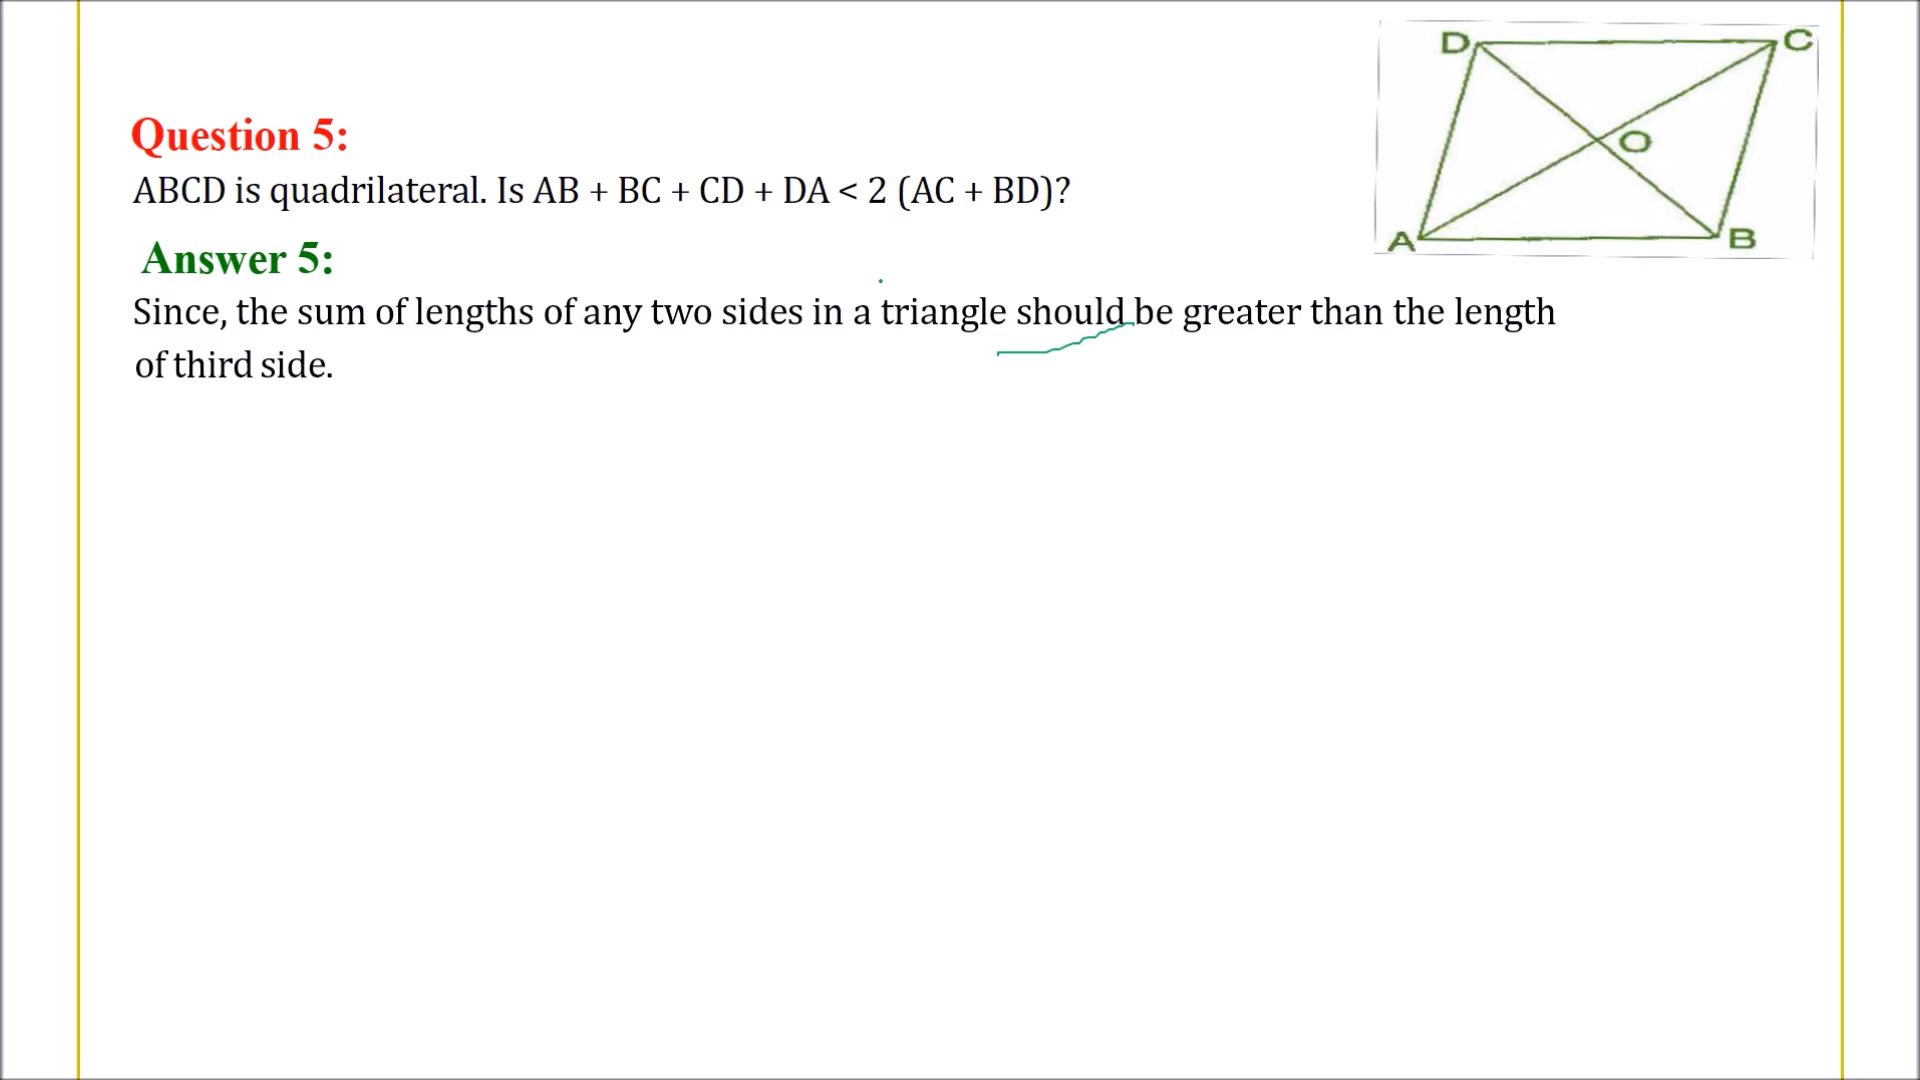 D
C
Question 5:
O
ABCD is quadrilateral. Is AB + BC + CD + DA < 2 (AC + BD)?
A
B
Answer 5:
Since, the sum of lengths of any two sides in a triangle should be greater than the length
of third side.